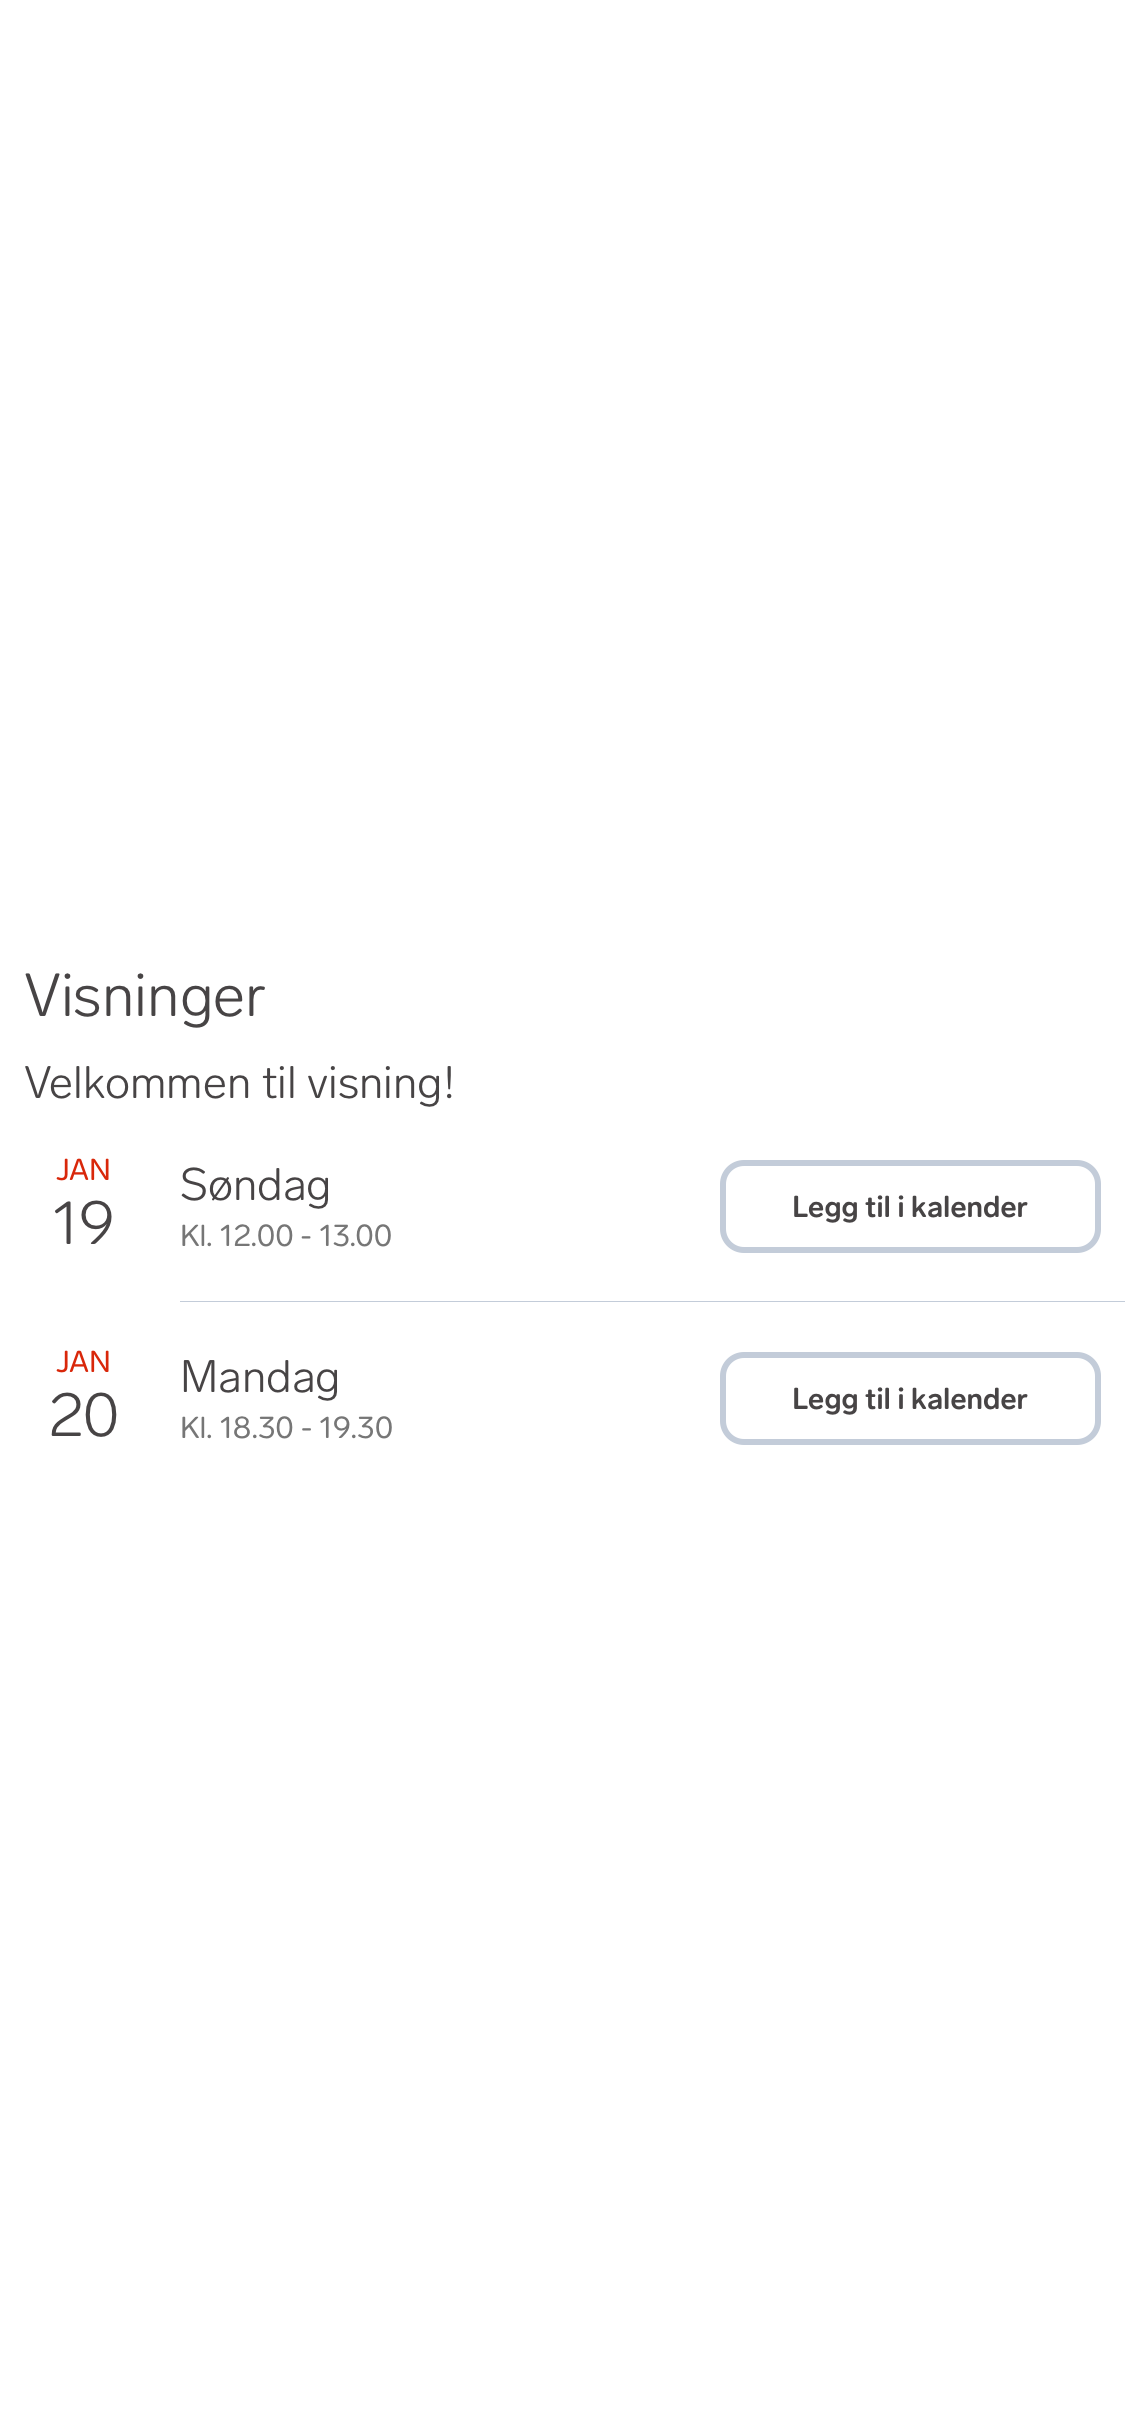 Visninger
Velkommen til visning!
JAN
19
Søndag
Kl. 12.00 - 13.00
Legg til i kalender
JAN
20
Mandag
Kl. 18.30 - 19.30
Legg til i kalender